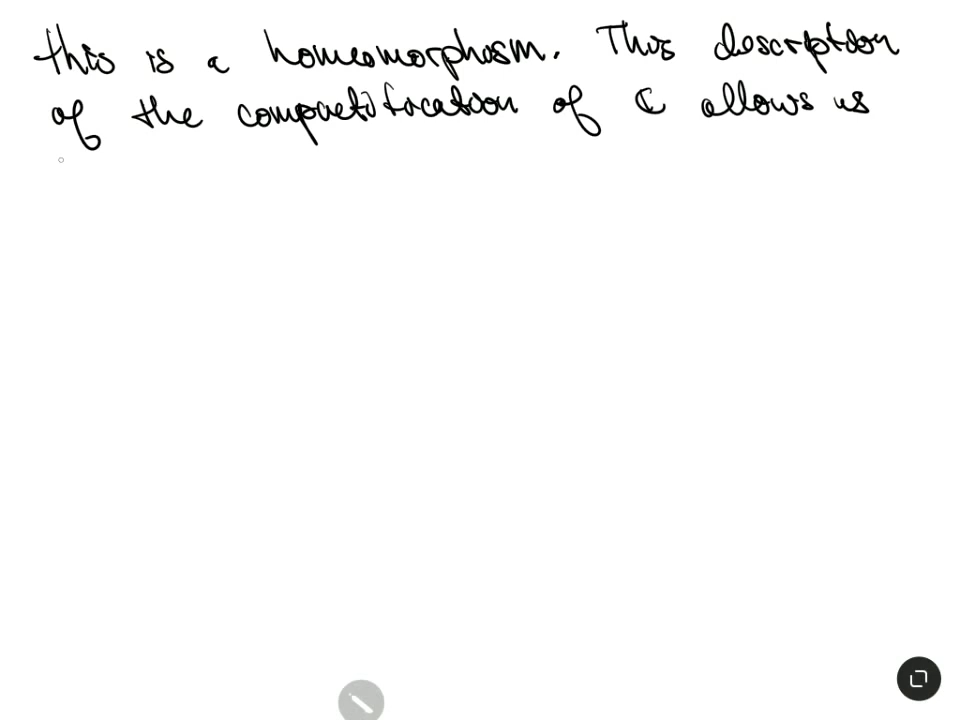 this is a homeomorphism. This description
of the compactification of ℂ allows us